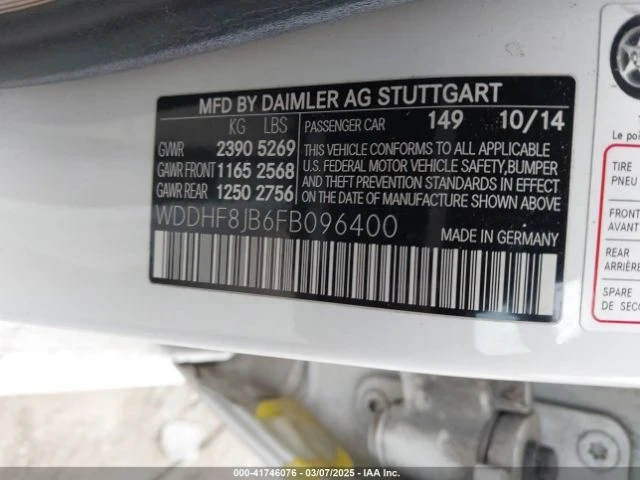 MFD BY DAIMLER AG STUTTGART
KG LBS
GVWR 2390 5269
GAWR FRONT 1165 2568
GAWR REAR 1250 2756
PASSENGER CAR 149 10/14
THIS VEHICLE CONFORMS TO ALL APPLICABLE
U.S. FEDERAL MOTOR VEHICLE SAFETY, BUMPER
AND THEFT PREVENTION STANDARDS IN EFFECT
ON DATE OF MANUFACTURE SHOWN ABOVE
WDDHF8JB6FB096400
MADE IN GERMANY
Le poi
TIRE
PNEU
FRONT
AVANT
REAR
ARRIÈRE
SPARE
DE SECO
000-41746076 - 03/07/2025 - IAA Inc.